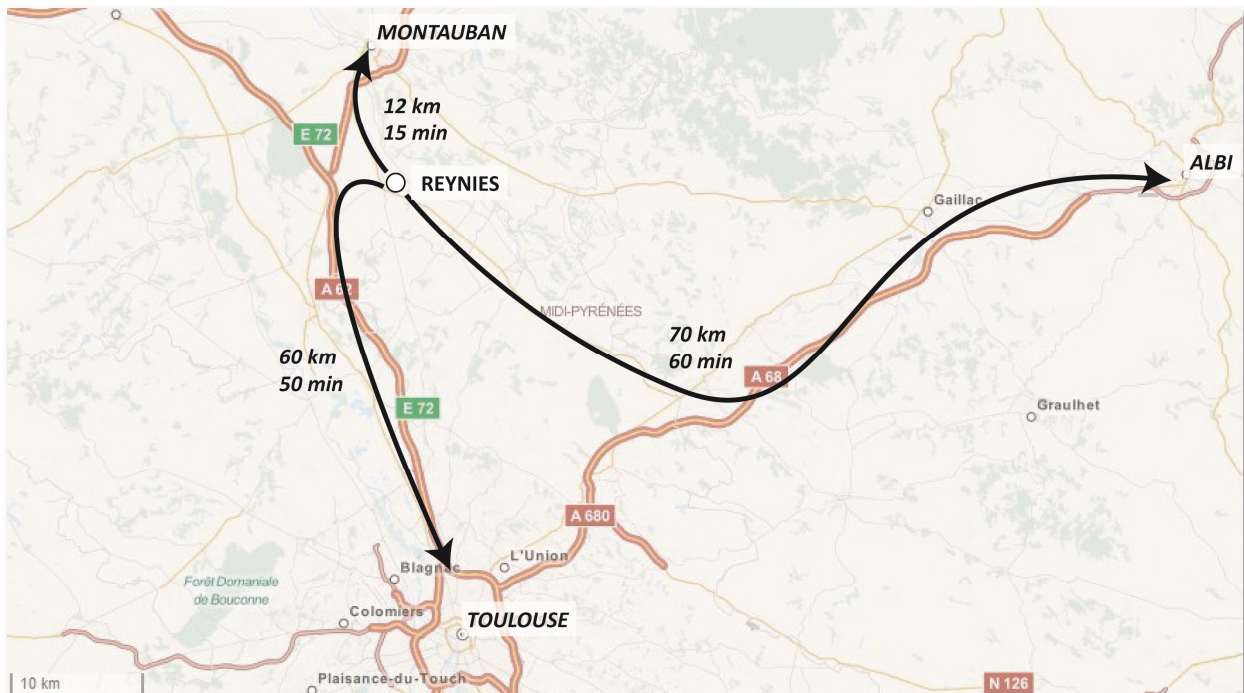 MONTAUBAN
12 km
15 min
E 72
REYNIES
ALBI
Gaillac
A 62
MIDI-PYRÉNÉES
70 km
60 min
60 km
50 min
A 68
E 72
Graulhet
A 680
L'Union
Blagnac
Forêt Domaniale
de Bouconne
Colomiers
TOULOUSE
Plaisance-du-Touch
10 km
N 126